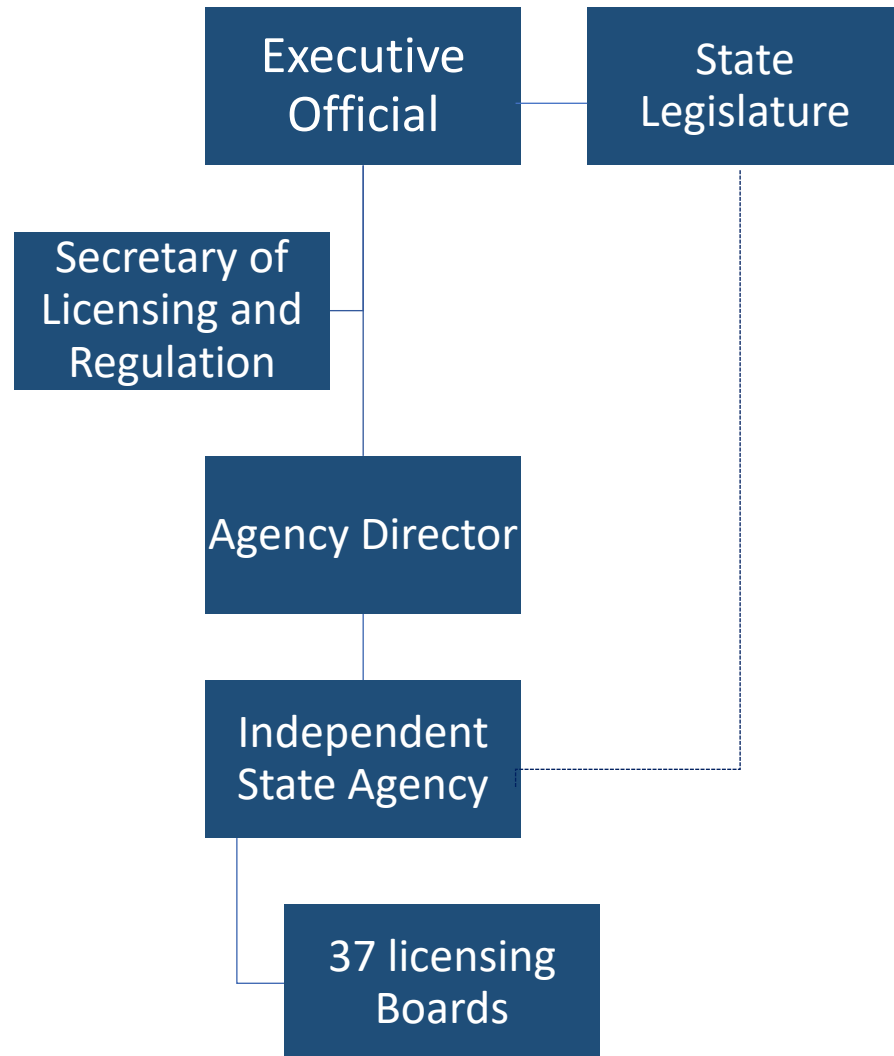 Executive
Official
State
Legislature
Secretary of
Licensing and
Regulation
Agency Director
Independent
State Agency
37 licensing
Boards